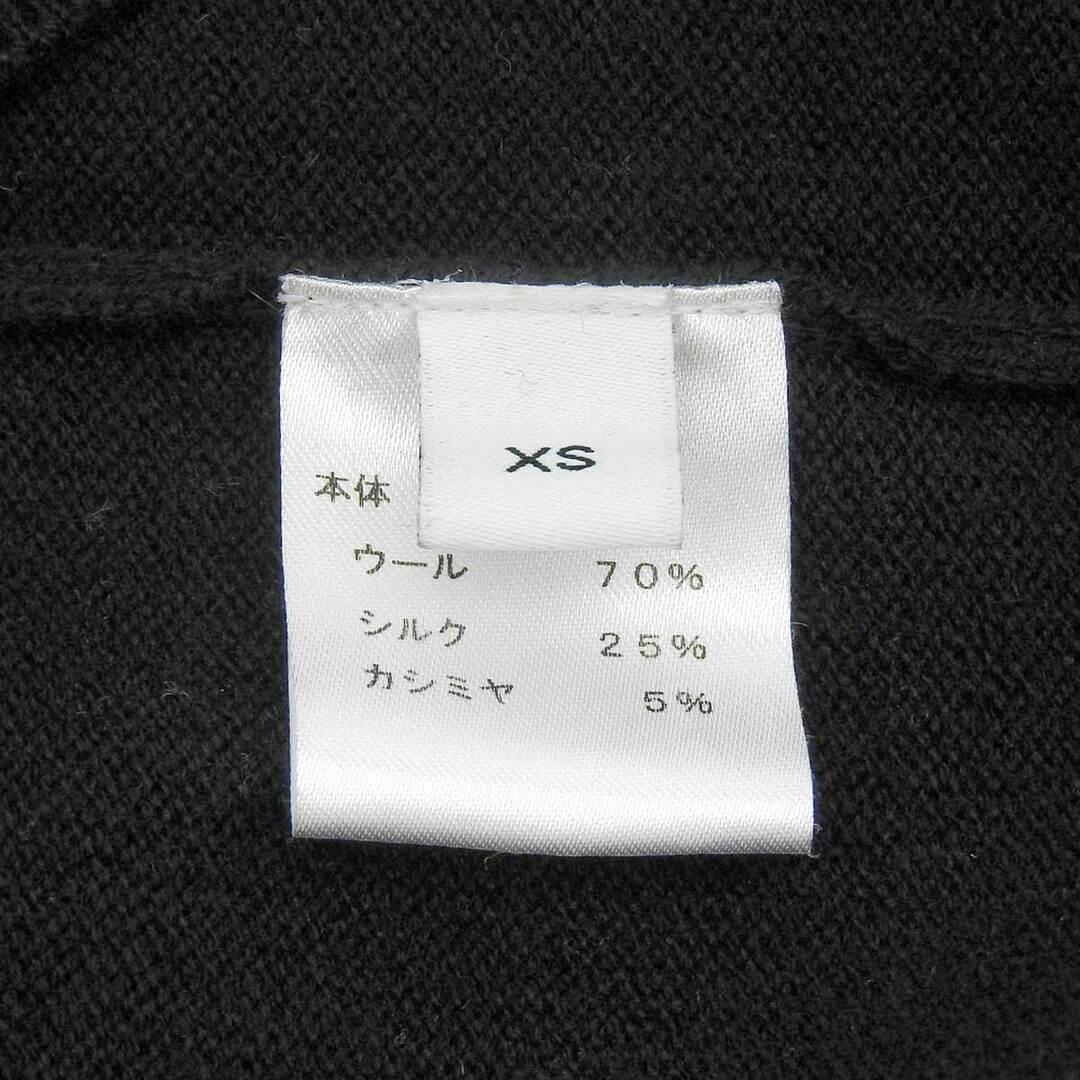 XS
本体
ウール 70%
シルク 25%
カシミヤ 5%